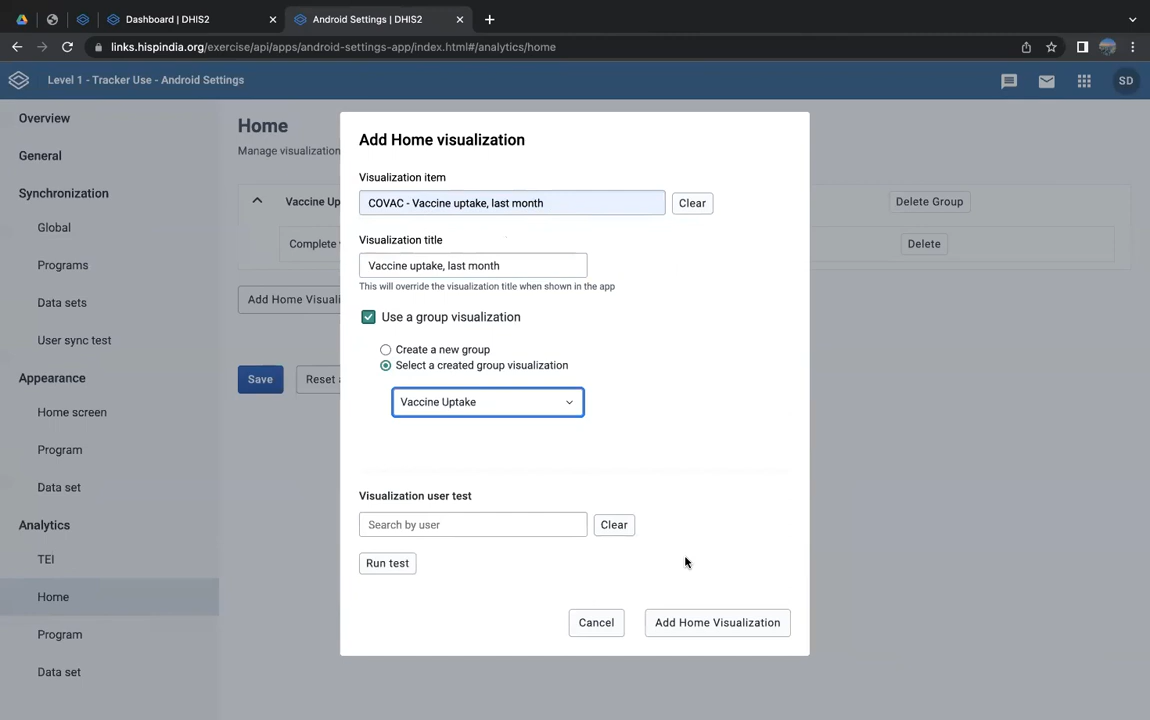 Dashboard | DHIS2
Android Settings | DHIS2
links.hispindia.org/exercise/api/apps/android-settings-app/index.html#/analytics/home
Level 1 - Tracker Use - Android Settings
SD
Overview
General
Synchronization
Global
Programs
Data sets
User sync test
Appearance
Home screen
Program
Data set
Analytics
TEI
Home
Program
Data set
Home
Manage visualization
Vaccine Up
Delete Group
Complete
Delete
Add Home Visuali
Save
Reset
Add Home visualization
Visualization item
COVAC - Vaccine uptake, last month
Clear
Visualization title
Vaccine uptake, last month
This will override the visualization title when shown in the app
Use a group visualization
Create a new group
Select a created group visualization
Vaccine Uptake
Visualization user test
Search by user
Clear
Run test
Cancel
Add Home Visualization